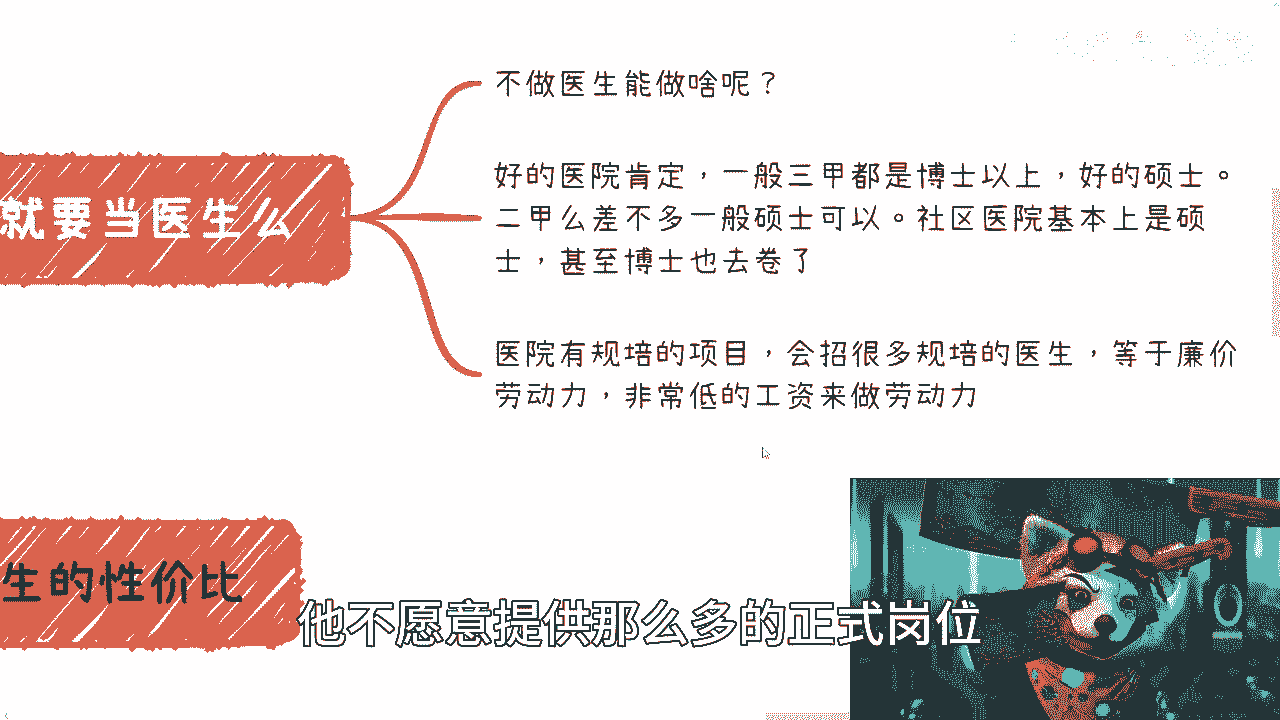 不做医生能做啥呢？
就要当医生么
好的医院肯定，一般三甲都是博士以上，好的硕士。
二甲么差不多一般硕士可以。社区医院基本上是硕
士，甚至博士也去卷了
医院有规培的项目，会招很多规培的医生，等于廉价
劳动力，非常低的工资来做劳动力
生的性价比
他不愿意提供那么多的正式岗位